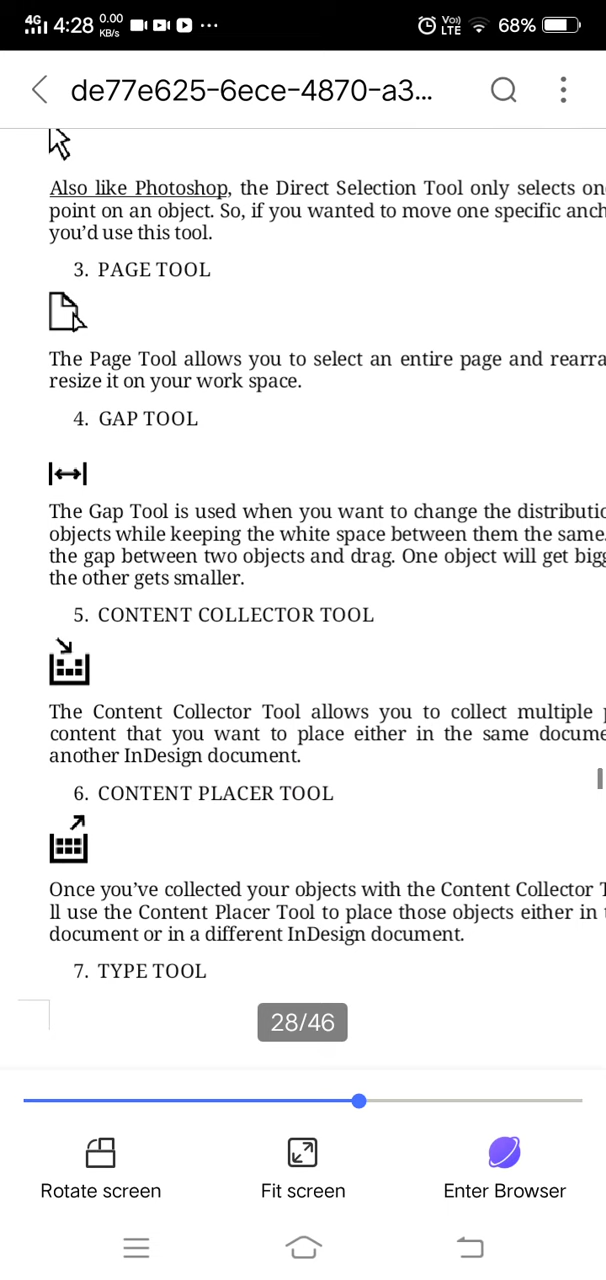 4G 4:28 0.00 KB/s ... Vo)) LTE 68%
de77e625-6ece-4870-a3...
Also like Photoshop, the Direct Selection Tool only selects on
point on an object. So, if you wanted to move one specific anch
you’d use this tool.
3. PAGE TOOL
The Page Tool allows you to select an entire page and rearra
resize it on your work space.
4. GAP TOOL
The Gap Tool is used when you want to change the distributio
objects while keeping the white space between them the same.
the gap between two objects and drag. One object will get bigg
the other gets smaller.
5. CONTENT COLLECTOR TOOL
The Content Collector Tool allows you to collect multiple
content that you want to place either in the same docume
another InDesign document.
6. CONTENT PLACER TOOL
Once you’ve collected your objects with the Content Collector T
ll use the Content Placer Tool to place those objects either in
document or in a different InDesign document.
7. TYPE TOOL
28/46
Rotate screen
Fit screen
Enter Browser